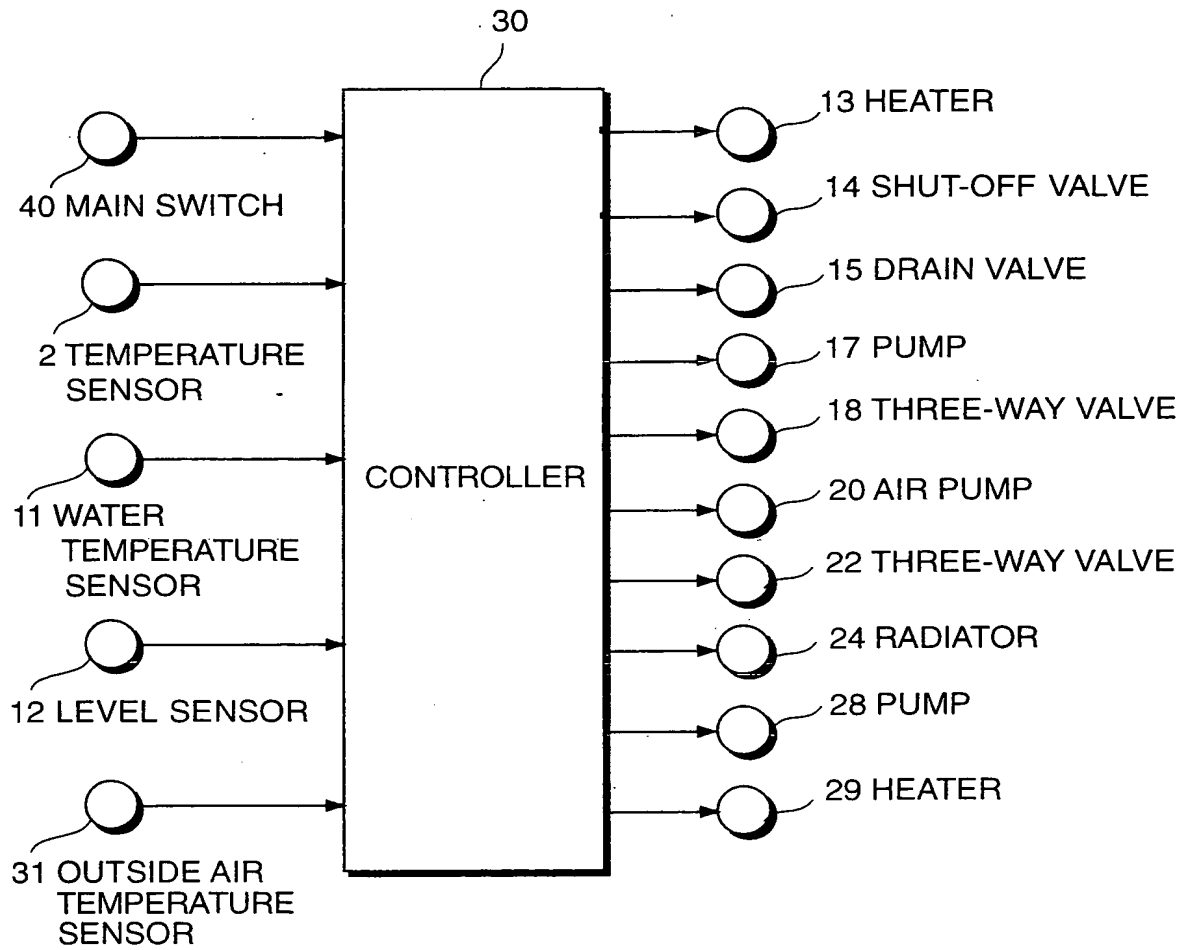 30
40 MAIN SWITCH
2 TEMPERATURE
SENSOR
11 WATER
TEMPERATURE
SENSOR
12 LEVEL SENSOR
31 OUTSIDE AIR
TEMPERATURE
SENSOR
CONTROLLER
13 HEATER
14 SHUT-OFF VALVE
15 DRAIN VALVE
17 PUMP
18 THREE-WAY VALVE
20 AIR PUMP
22 THREE-WAY VALVE
24 RADIATOR
28 PUMP
29 HEATER